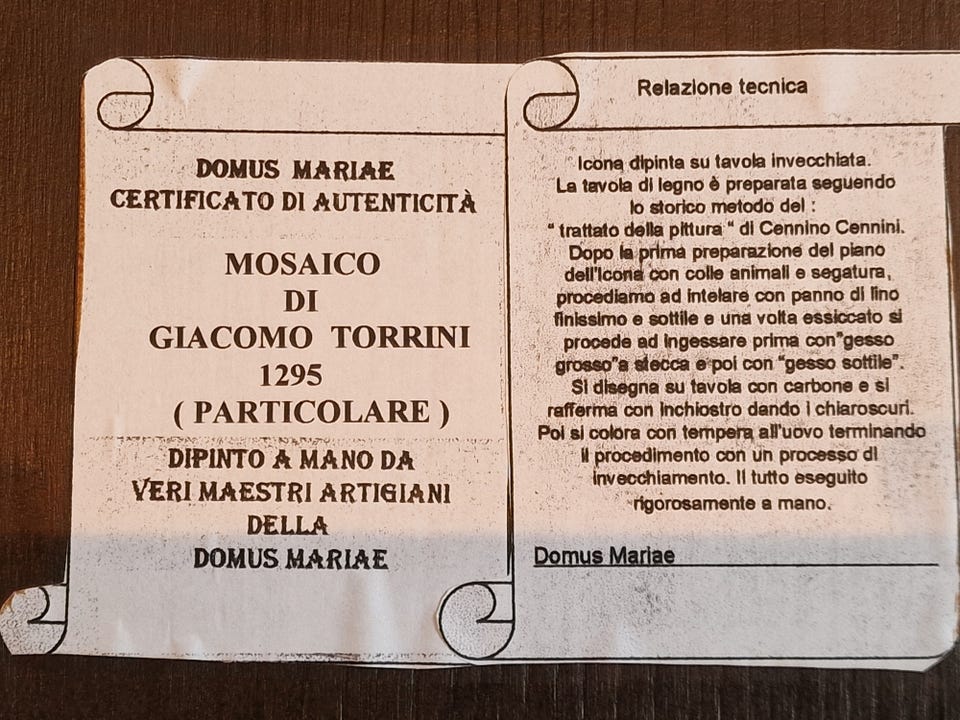 DOMUS MARIAE
CERTIFICATO DI AUTENTICITÀ
MOSAICO
DI
GIACOMO TORRINI
1295
( PARTICOLARE )
DIPINTO A MANO DA
VERI MAESTRI ARTIGIANI
DELLA
DOMUS MARIAE
Relazione tecnica
Icona dipinta su tavola invecchiata.
La tavola di legno è preparata seguendo
lo storico metodo del :
“ trattato della pittura “ di Cennino Cennini.
Dopo la prima preparazione del piano
dell'icona con colle animali e segatura,
procediamo ad intelare con panno di lino
finissimo e sottile e una volta essiccato si
procede ad ingessare prima con"gesso
grosso"a stecca e poi con “gesso sottile”.
Si disegna su tavola con carbone e si
rafferma con inchiostro dando i chiaroscuri.
Poi si colora con tempera all'uovo terminando
il procedimento con un processo di
invecchiamento. Il tutto eseguito
rigorosamente a mano.
Domus Mariae